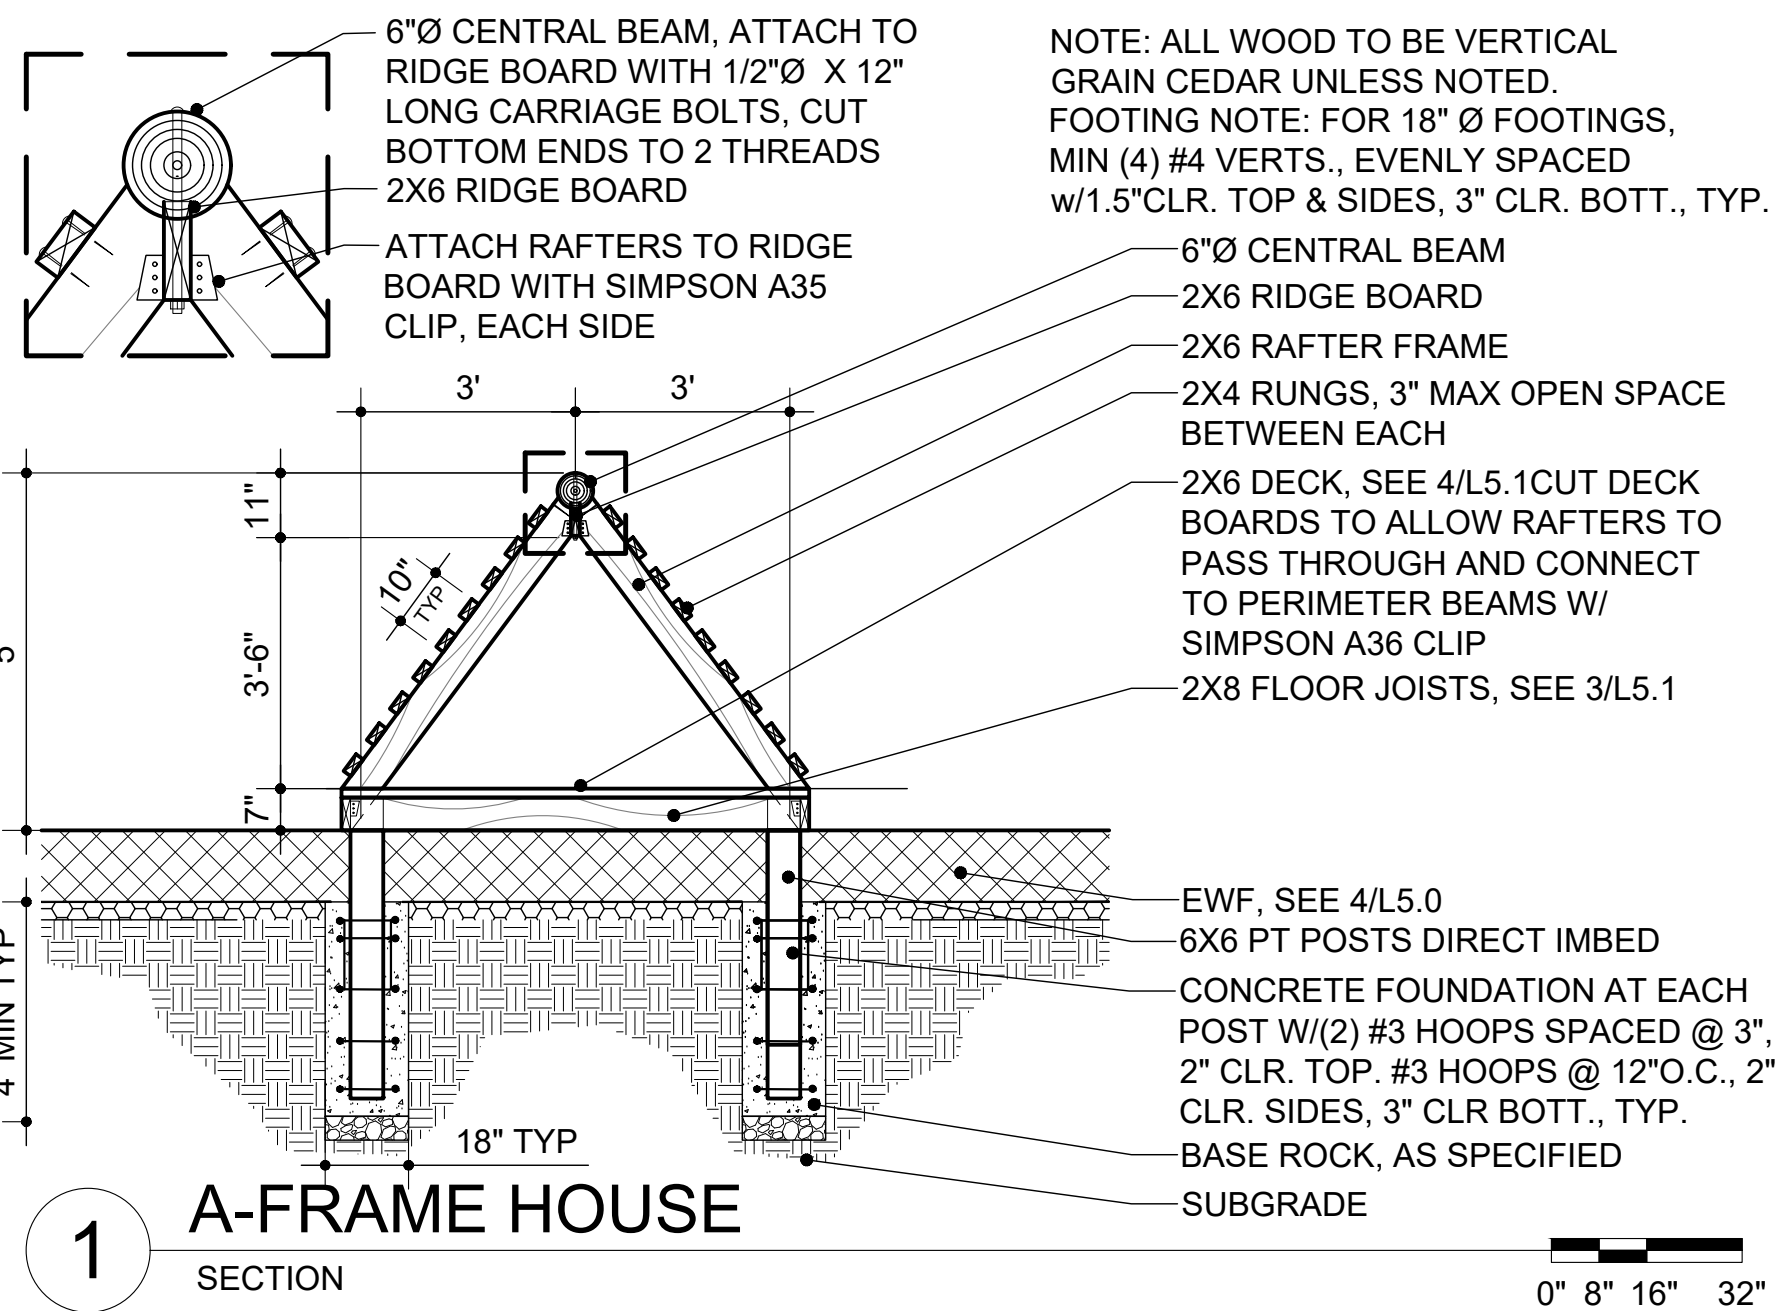 6"Ø CENTRAL BEAM, ATTACH TO
RIDGE BOARD WITH 1/2"Ø X 12"
LONG CARRIAGE BOLTS, CUT
BOTTOM ENDS TO 2 THREADS
2X6 RIDGE BOARD
ATTACH RAFTERS TO RIDGE
BOARD WITH SIMPSON A35
CLIP, EACH SIDE
NOTE: ALL WOOD TO BE VERTICAL
GRAIN CEDAR UNLESS NOTED.
FOOTING NOTE: FOR 18" Ø FOOTINGS,
MIN (4) #4 VERTS., EVENLY SPACED
w/1.5"CLR. TOP & SIDES, 3" CLR. BOTT., TYP.
6"Ø CENTRAL BEAM
2X6 RIDGE BOARD
2X6 RAFTER FRAME
2X4 RUNGS, 3" MAX OPEN SPACE
BETWEEN EACH
2X6 DECK, SEE 4/L5.1CUT DECK
BOARDS TO ALLOW RAFTERS TO
PASS THROUGH AND CONNECT
TO PERIMETER BEAMS W/
SIMPSON A36 CLIP
2X8 FLOOR JOISTS, SEE 3/L5.1
EWF, SEE 4/L5.0
6X6 PT POSTS DIRECT IMBED
CONCRETE FOUNDATION AT EACH
POST W/(2) #3 HOOPS SPACED @ 3",
2" CLR. TOP. #3 HOOPS @ 12"O.C., 2"
CLR. SIDES, 3" CLR BOTT., TYP.
BASE ROCK, AS SPECIFIED
SUBGRADE
3'
3'
11"
10"
TYP
3'-6"
7"
5
MIN TYP
18" TYP
1
A-FRAME HOUSE
SECTION
0" 8" 16" 32"